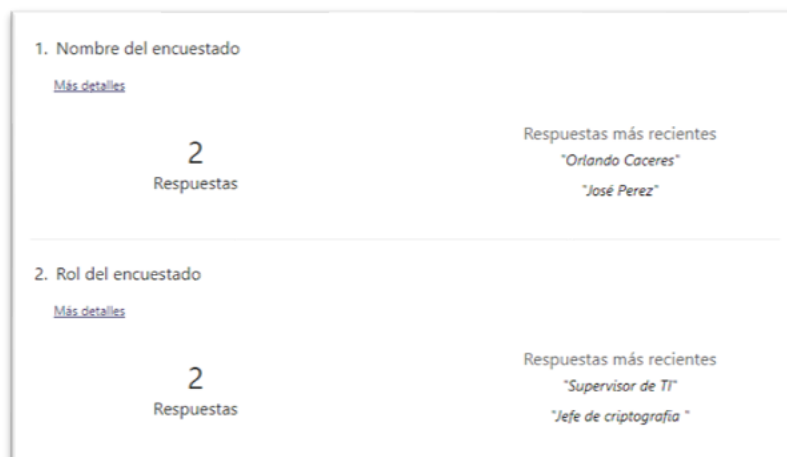 1. Nombre del encuestado
Más detalles
2
Respuestas
Respuestas más recientes
"Orlando Caceres"
"José Perez"
2. Rol del encuestado
Más detalles
2
Respuestas
Respuestas más recientes
"Supervisor de TI"
"Jefe de criptografia "